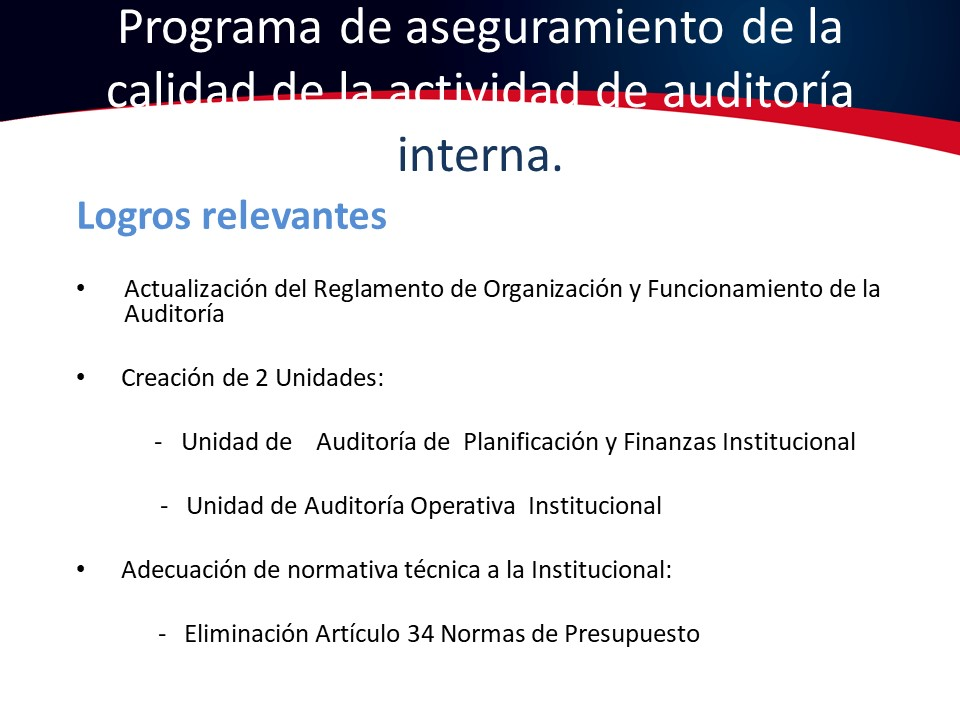 Programa de aseguramiento de la
calidad de la actividad de auditoría
interna.
Logros relevantes
• Actualización del Reglamento de Organización y Funcionamiento de la
Auditoría
• Creación de 2 Unidades:
- Unidad de Auditoría de Planificación y Finanzas Institucional
- Unidad de Auditoría Operativa Institucional
• Adecuación de normativa técnica a la Institucional:
- Eliminación Artículo 34 Normas de Presupuesto